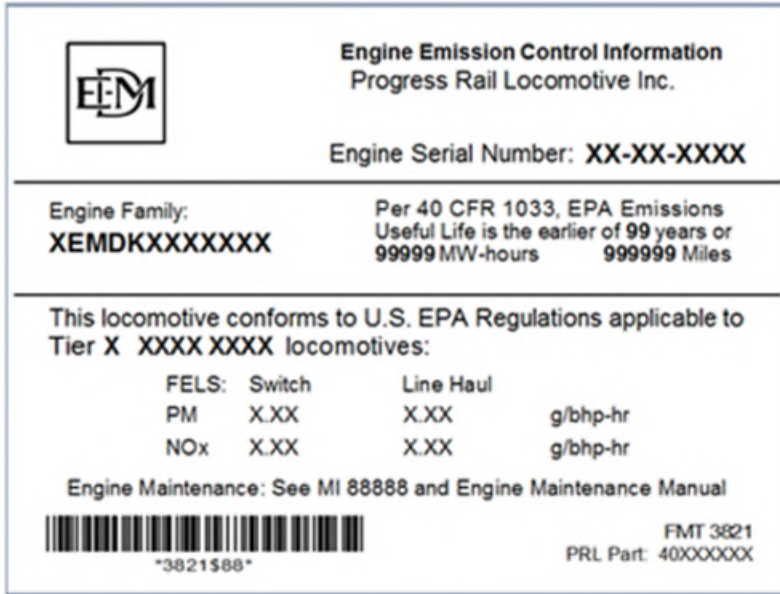 EMD
Engine Emission Control Information
Progress Rail Locomotive Inc.
Engine Serial Number: XX-XX-XXXX
Engine Family:
XEMDKXXXXXXX
Per 40 CFR 1033, EPA Emissions
Useful Life is the earlier of 99 years or
99999 MW-hours 999999 Miles
This locomotive conforms to U.S. EPA Regulations applicable to
Tier X XXXX XXXX locomotives:
FELS: Switch Line Haul
PM X.XX X.XX g/bhp-hr
NOx X.XX X.XX g/bhp-hr
Engine Maintenance: See MI 88888 and Engine Maintenance Manual
*3821$88*
FMT 3821
PRL Part: 40XXXXXX